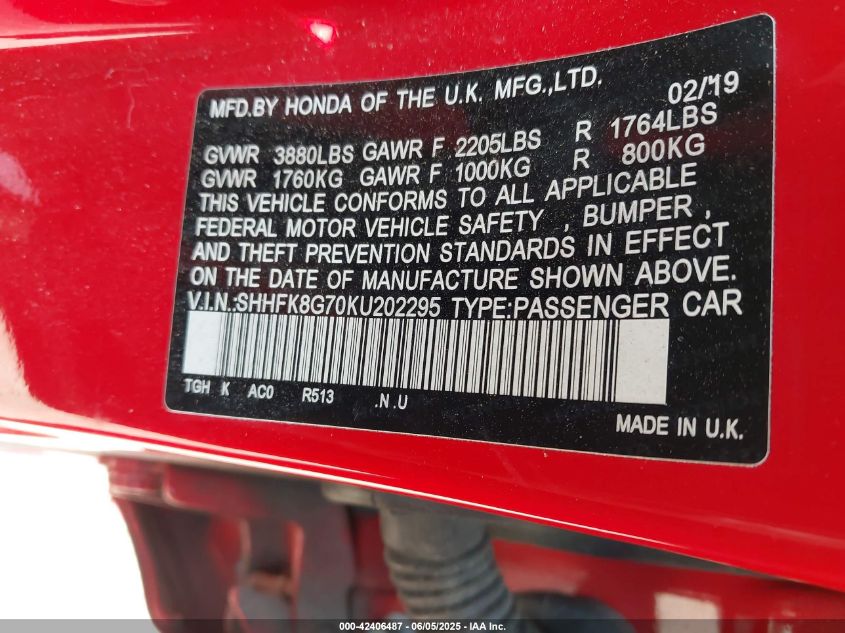 MFD.BY HONDA OF THE U.K. MFG.,LTD. 02/'19
GVWR 3880LBS GAWR F 2205LBS R 1764LBS
GVWR 1760KG GAWR F 1000KG R 800KG
THIS VEHICLE CONFORMS TO ALL APPLICABLE
FEDERAL MOTOR VEHICLE SAFETY , BUMPER ,
AND THEFT PREVENTION STANDARDS IN EFFECT
ON THE DATE OF MANUFACTURE SHOWN ABOVE.
V.I.N.:SHHFK8G70KU202295 TYPE:PASSENGER CAR
TGH K AC0 R513 .N .U
MADE IN U.K.
000-42406487 - 06/05/2025 - IAA Inc.